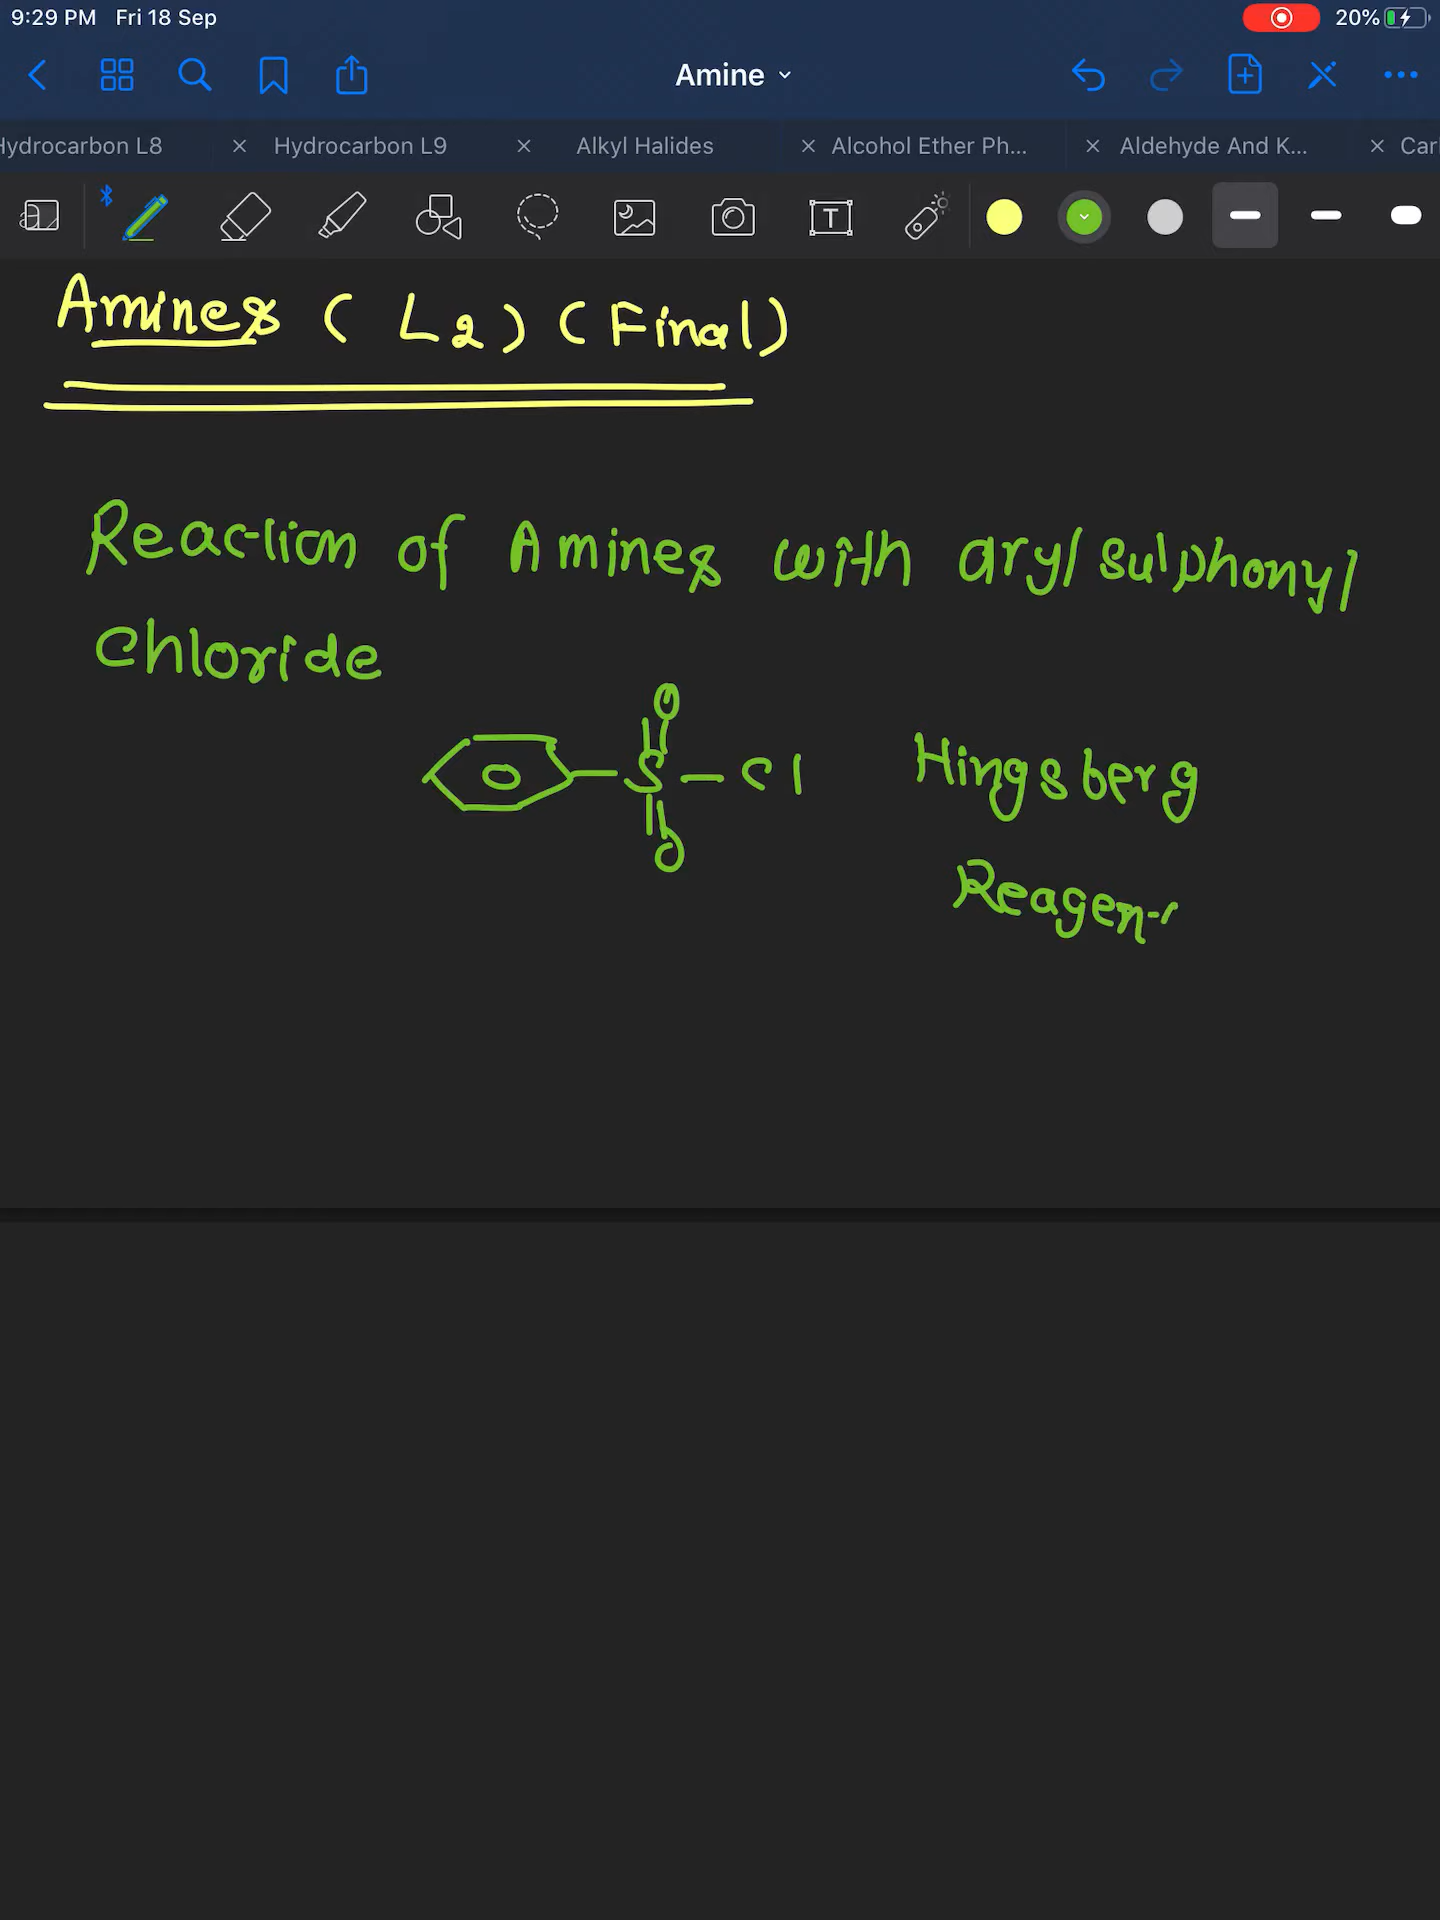 9:29 PM Fri 18 Sep 20%
Amine
Hydrocarbon L8 Hydrocarbon L9 Alkyl Halides Alcohol Ether Ph... Aldehyde And K... Car
T
Amines ( L2 ) ( Final )
Reaction of Amines with aryl sulphonyl
Chloride
O
S - Cl Hingsberg
O
Reagent